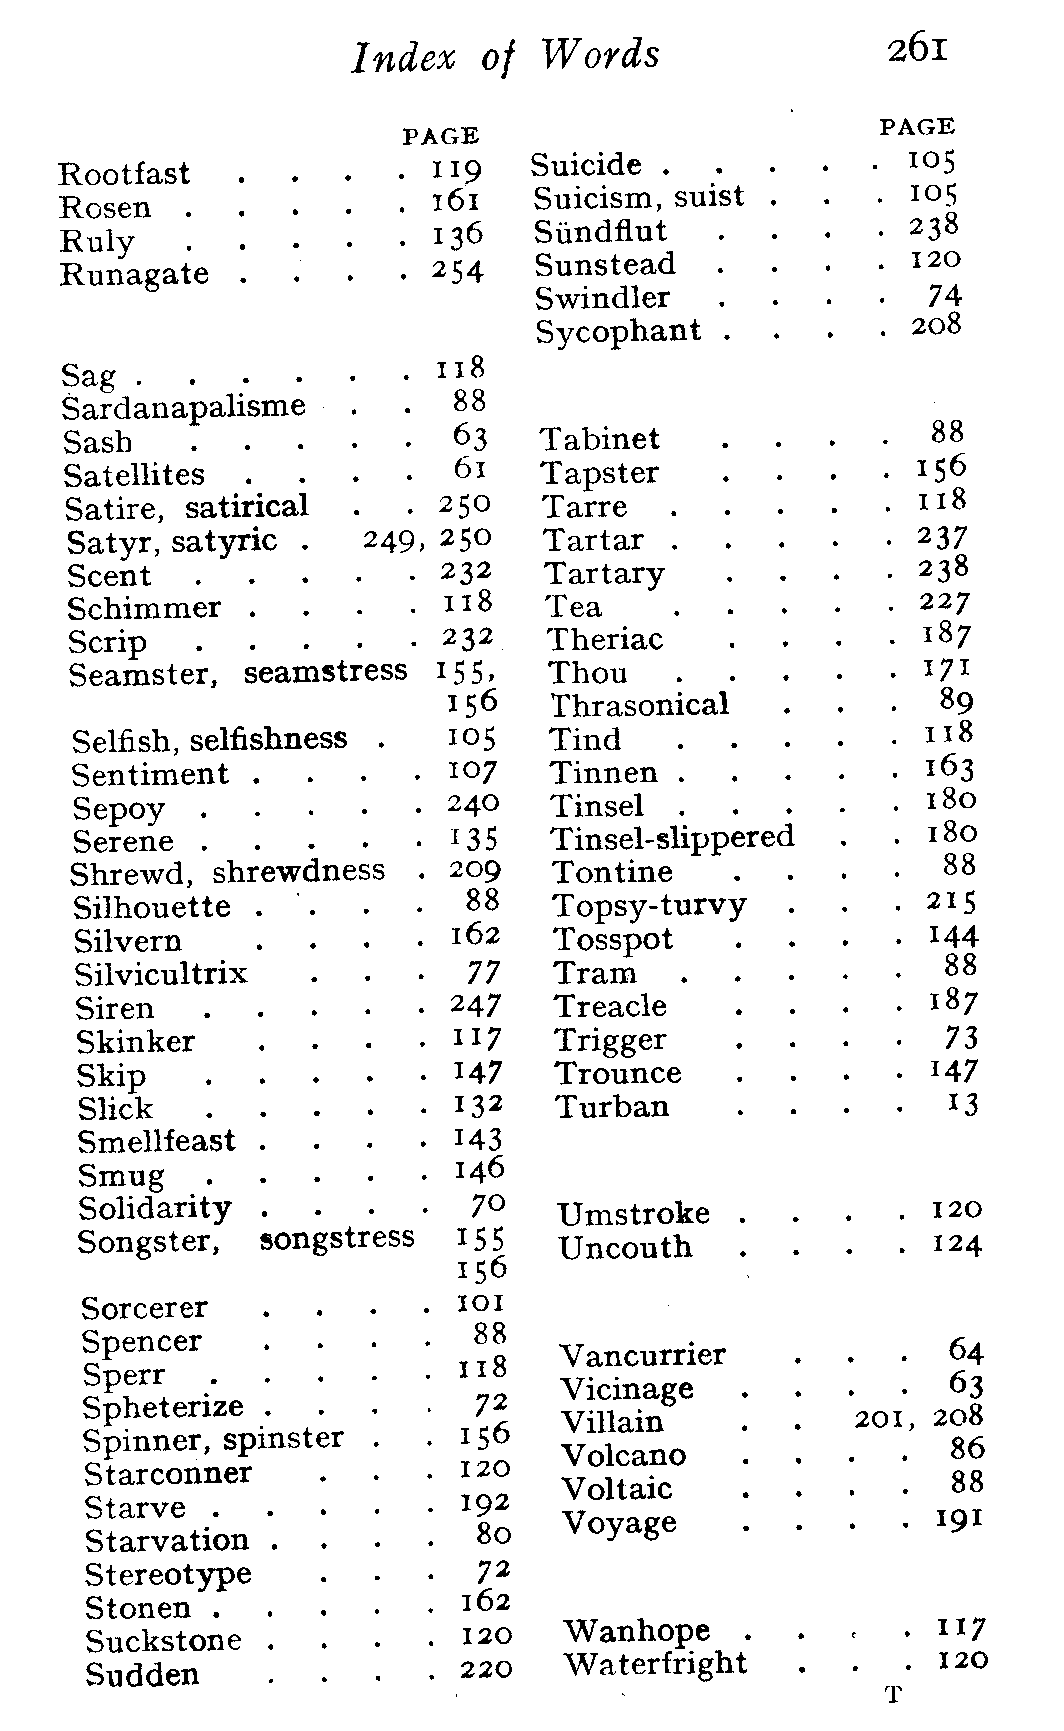 Index of Words 261
PAGE
Rootfast . . . . 119
Rosen . . . . . 161
Ruly . . . . . 136
Runagate . . . . 254
Sag . . . . . . 118
Sardanapalisme . . 88
Sash . . . . . 63
Satellites . . . . 61
Satire, satirical . . 250
Satyr, satyric . 249, 250
Scent . . . . . 232
Schimmer . . . . 118
Scrip . . . . . 232
Seamster, seamstress 155,
156
Selfish, selfishness . 105
Sentiment . . . . 107
Sepoy . . . . . 240
Serene . . . . . 135
Shrewd, shrewdness . 209
Silhouette . . . . 88
Silvern . . . . 162
Silvicultrix . . . 77
Siren . . . . . 247
Skinker . . . . 117
Skip . . . . . 147
Slick . . . . . 132
Smellfeast . . . . 143
Smug . . . . . 146
Solidarity . . . . 70
Songster, songstress 155
156
Sorcerer . . . . 101
Spencer . . . . 88
Sperr . . . . . 118
Spheterize . . . . 72
Spinner, spinster . . 156
Starconner . . . 120
Starve . . . . . 192
Starvation . . . . 80
Stereotype . . . 72
Stonen . . . . . 162
Suckstone . . . . 120
Sudden . . . . 220
PAGE
Suicide . . . . . 105
Suicism, suist . . . 105
Sündflut . . . . 238
Sunstead . . . . 120
Swindler . . . . 74
Sycophant . . . . 208
Tabinet . . . . 88
Tapster . . . . 156
Tarre . . . . . 118
Tartar . . . . . 237
Tartary . . . . 238
Tea . . . . . 227
Theriac . . . . 187
Thou . . . . . 171
Thrasonical . . . 89
Tind . . . . . 118
Tinnen . . . . . 163
Tinsel . . . . . 180
Tinsel-slippered . . 180
Tontine . . . . 88
Topsy-turvy . . . 215
Tosspot . . . . 144
Tram . . . . . 88
Treacle . . . . 187
Trigger . . . . 73
Trounce . . . . 147
Turban . . . . 13
Umstroke . . . . 120
Uncouth . . . . 124
Vancurrier . . . 64
Vicinage . . . . 63
Villain . . 201, 208
Volcano . . . . 86
Voltaic . . . . 88
Voyage . . . . 191
Wanhope . . . . 117
Waterfright . . . 120
T